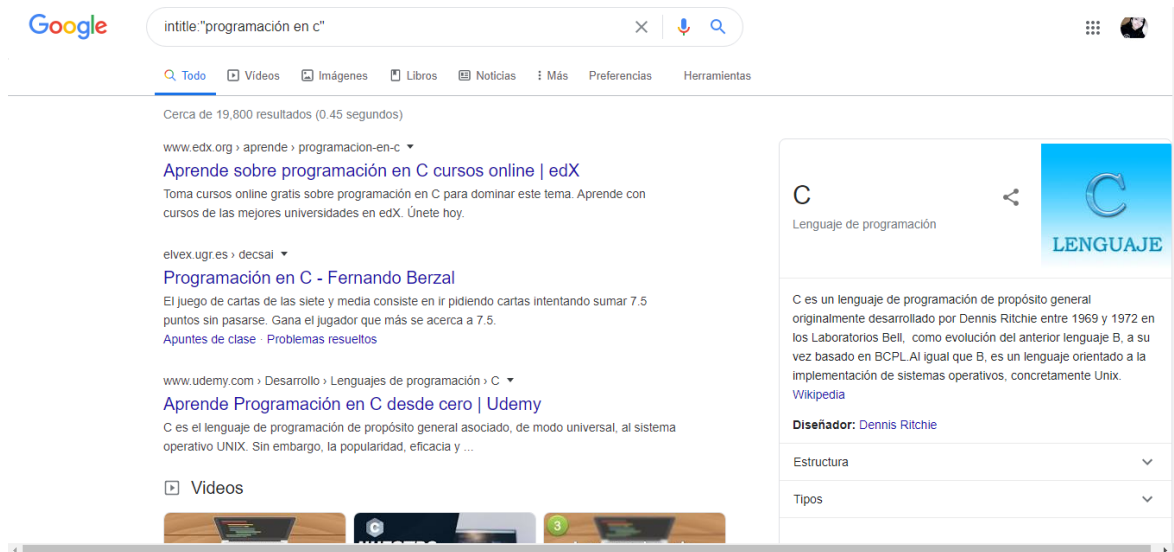 Google
intitle:"programación en c"
Todo Vídeos Imágenes Libros Noticias Más Preferencias Herramientas
Cerca de 19,800 resultados (0.45 segundos)
www.edx.org › aprende › programacion-en-c
Aprende sobre programación en C cursos online | edX
Toma cursos online gratis sobre programación en C para dominar este tema. Aprende con
cursos de las mejores universidades en edX. Únete hoy.
elvex.ugr.es › decsai
Programación en C - Fernando Berzal
El juego de cartas de las siete y media consiste en ir pidiendo cartas intentando sumar 7.5
puntos sin pasarse. Gana el jugador que más se acerca a 7.5.
Apuntes de clase · Problemas resueltos
www.udemy.com › Desarrollo › Lenguajes de programación › C
Aprende Programación en C desde cero | Udemy
C es el lenguaje de programación de propósito general asociado, de modo universal, al sistema
operativo UNIX. Sin embargo, la popularidad, eficacia y ...
Videos
C
3
C
Lenguaje de programación
C
LENGUAJE
C es un lenguaje de programación de propósito general
originalmente desarrollado por Dennis Ritchie entre 1969 y 1972 en
los Laboratorios Bell, como evolución del anterior lenguaje B, a su
vez basado en BCPL.Al igual que B, es un lenguaje orientado a la
implementación de sistemas operativos, concretamente Unix.
Wikipedia
Diseñador: Dennis Ritchie
Estructura
Tipos